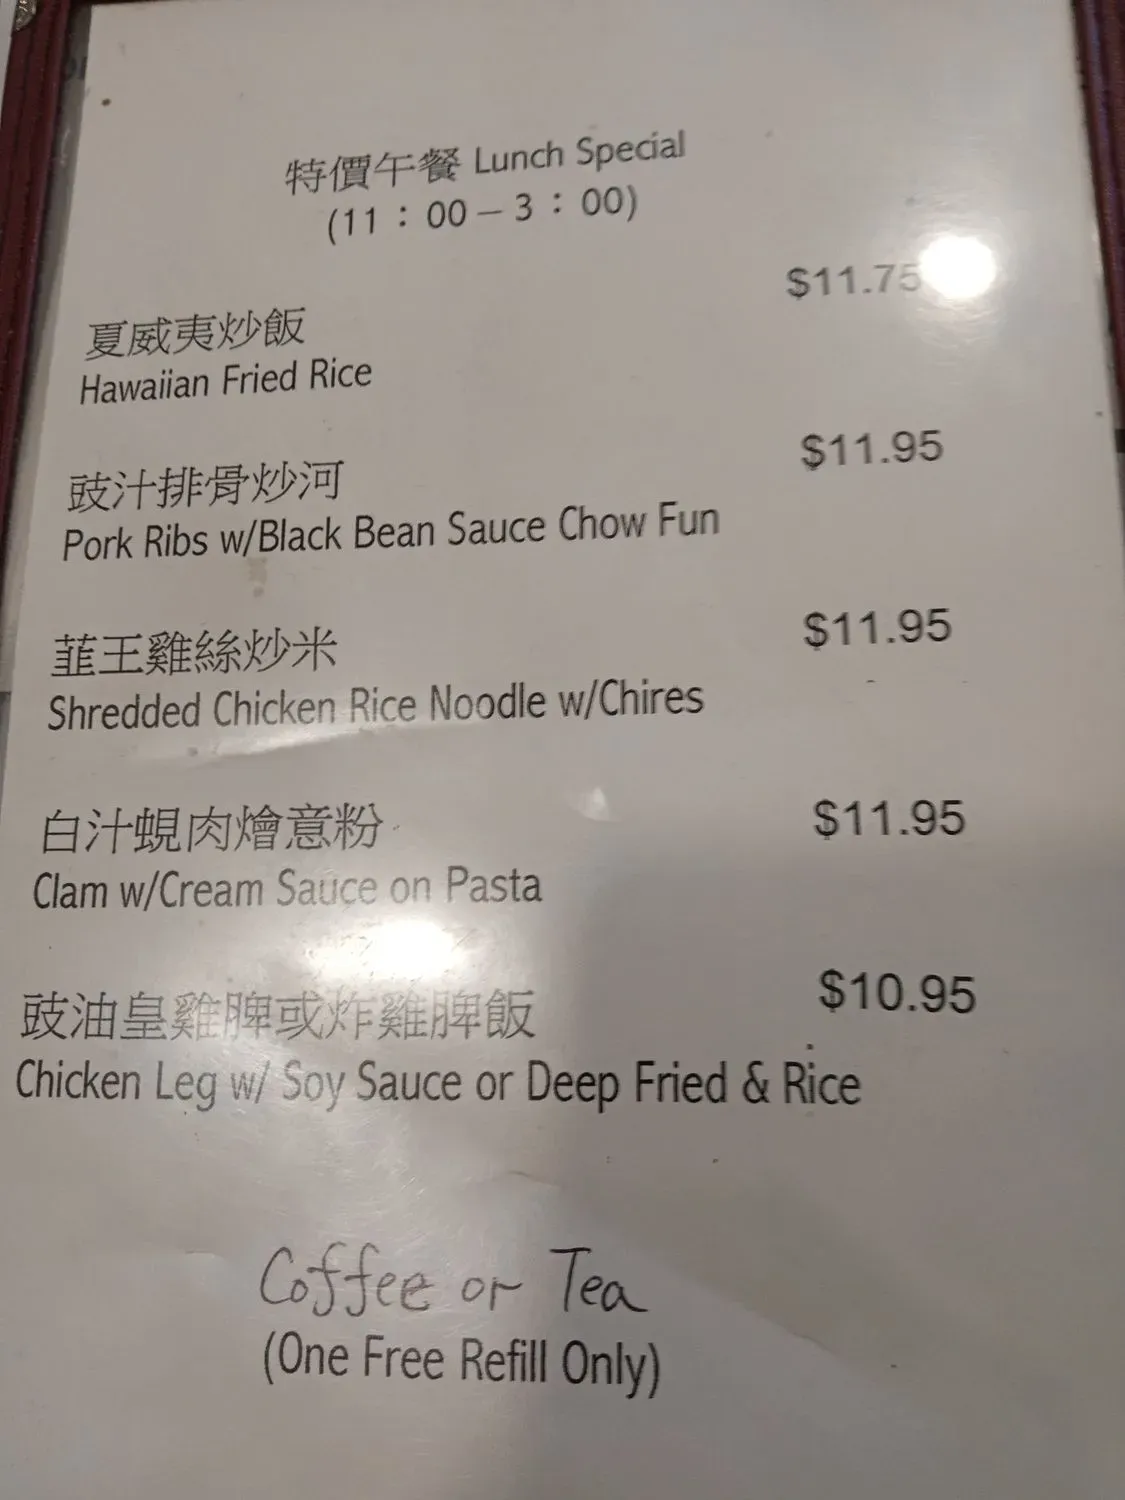 特價午餐 Lunch Special
(11：00－3：00)
$11.75
夏威夷炒飯
Hawaiian Fried Rice
$11.95
豉汁排骨炒河
Pork Ribs w/Black Bean Sauce Chow Fun
$11.95
韮王雞絲炒米
Shredded Chicken Rice Noodle w/Chires
$11.95
白汁蜆肉燴意粉
Clam w/Cream Sauce on Pasta
$10.95
豉油皇雞脾或炸雞脾飯
Chicken Leg w/ Soy Sauce or Deep Fried & Rice
Coffee or Tea
(One Free Refill Only)